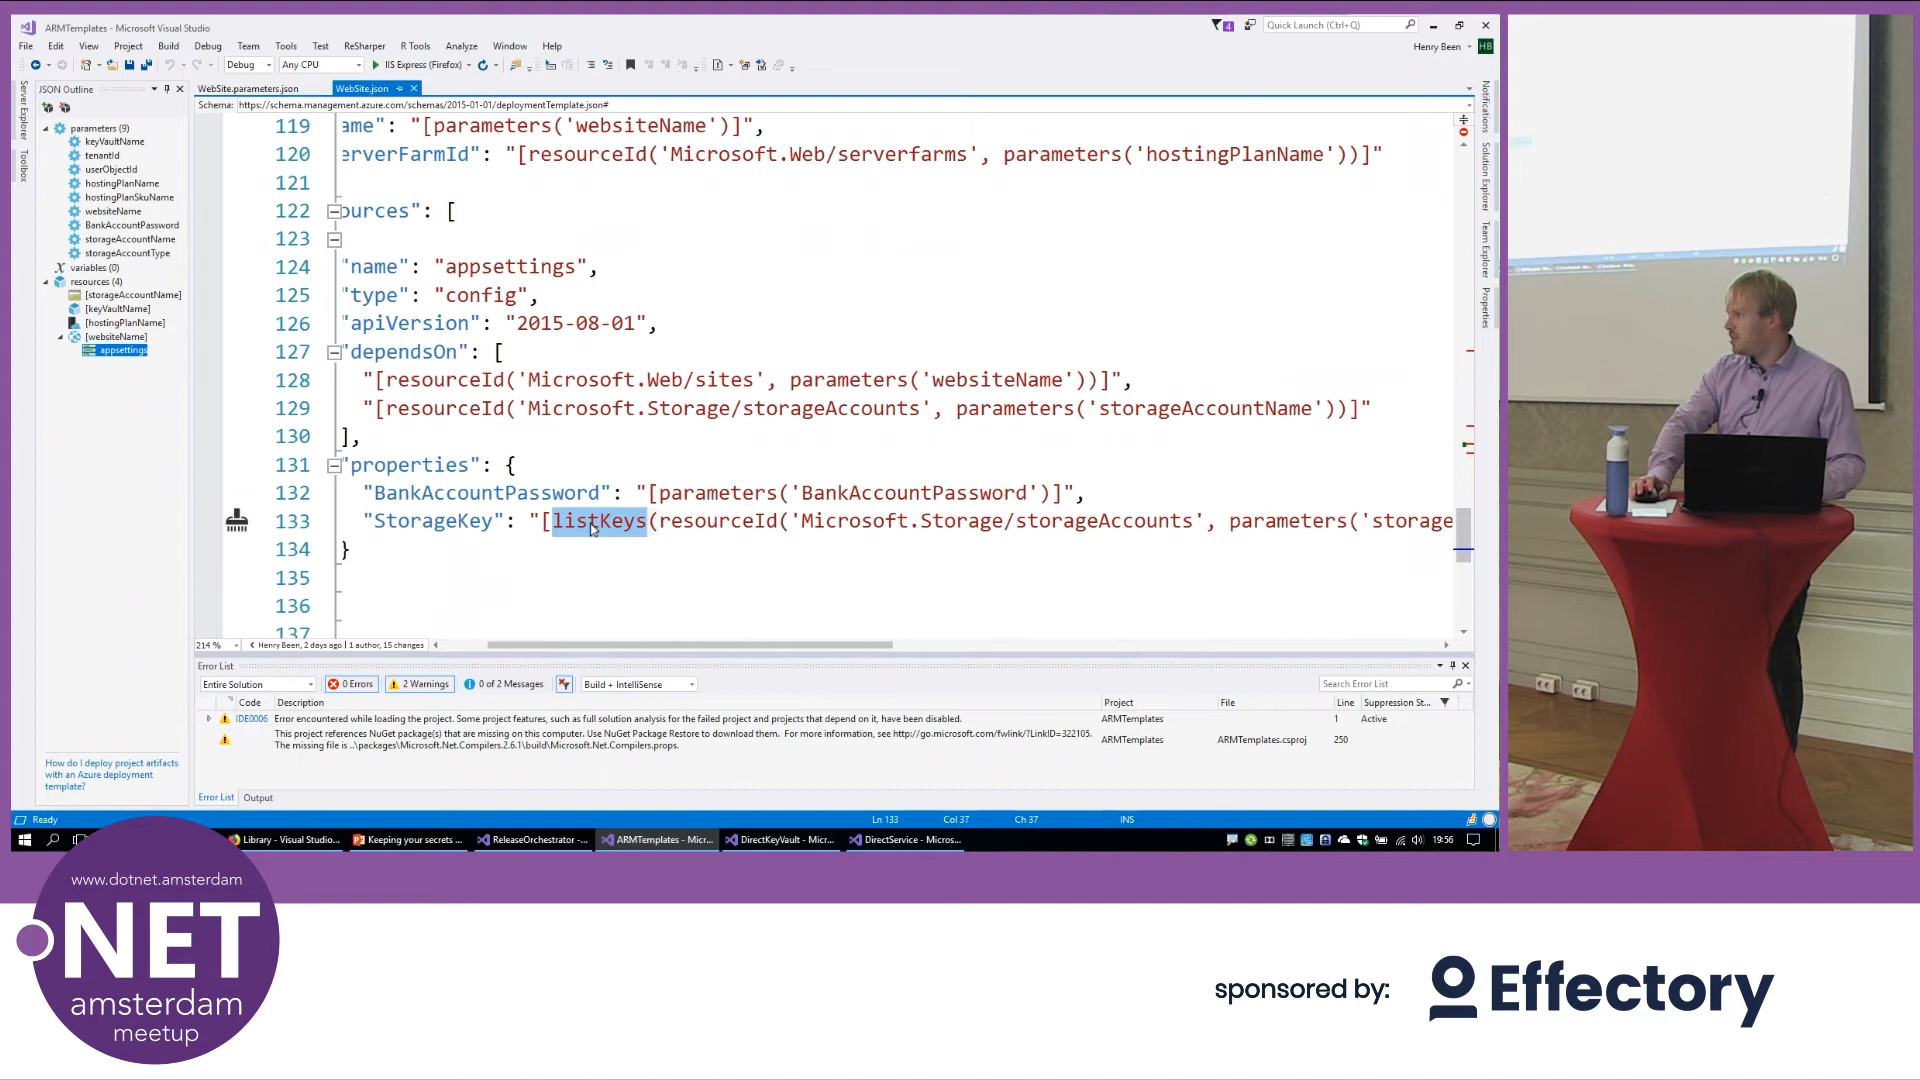 ARMTemplates - Microsoft Visual Studio
4
Quick Launch (Ctrl+Q)
File Edit View Project Build Debug Team Tools Test ReSharper R Tools Analyze Window Help
Henry Been HB
Debug Any CPU IIS Express (Firefox)
Server Explorer
Toolbox
JSON Outline
WebSite.parameters.json WebSite.json
Schema: https://schema.management.azure.com/schemas/2015-01-01/deploymentTemplate.json#
parameters (9)
keyVaultName
tenantId
userObjectId
hostingPlanName
hostingPlanSkuName
websiteName
BankAccountPassword
storageAccountName
storageAccountType
variables (0)
resources (4)
[storageAccountName]
[keyVaultName]
[hostingPlanName]
[websiteName]
appsettings
How do I deploy project artifacts
with an Azure deployment
template?
119 ame": "[parameters('websiteName')]",
120 erverFarmId": "[resourceId('Microsoft.Web/serverfarms', parameters('hostingPlanName'))]"
121
122 ources": [
123
124 "name": "appsettings",
125 "type": "config",
126 "apiVersion": "2015-08-01",
127 "dependsOn": [
128 "[resourceId('Microsoft.Web/sites', parameters('websiteName'))]",
129 "[resourceId('Microsoft.Storage/storageAccounts', parameters('storageAccountName'))]"
130 ],
131 "properties": {
132 "BankAccountPassword": "[parameters('BankAccountPassword')]",
133 "StorageKey": "[listKeys(resourceId('Microsoft.Storage/storageAccounts', parameters('storage
134 }
135
136
137
Notifications
Solution Explorer
Team Explorer
Properties
214 % Henry Been, 2 days ago | 1 author, 15 changes
Error List
Entire Solution 0 Errors 2 Warnings 0 of 2 Messages Build + IntelliSense Search Error List
Code Description Project File Line Suppression St...
IDE0006 Error encountered while loading the project. Some project features, such as full solution analysis for the failed project and projects that depend on it, have been disabled. ARMTemplates 1 Active
This project references NuGet package(s) that are missing on this computer. Use NuGet Package Restore to download them. For more information, see http://go.microsoft.com/fwlink/?LinkID=322105.
The missing file is ..\packages\Microsoft.Net.Compilers.2.6.1\build\Microsoft.Net.Compilers.props. ARMTemplates ARMTemplates.csproj 250
Error List Output
Ready Ln 133 Col 37 Ch 37 INS
Library - Visual Studio... Keeping your secrets ... ReleaseOrchestrator -... ARMTemplates - Micr... DirectKeyVault - Micr... DirectService - Micros... 19:56
www.dotnet.amsterdam
.NET
amsterdam
meetup
sponsored by: Effectory